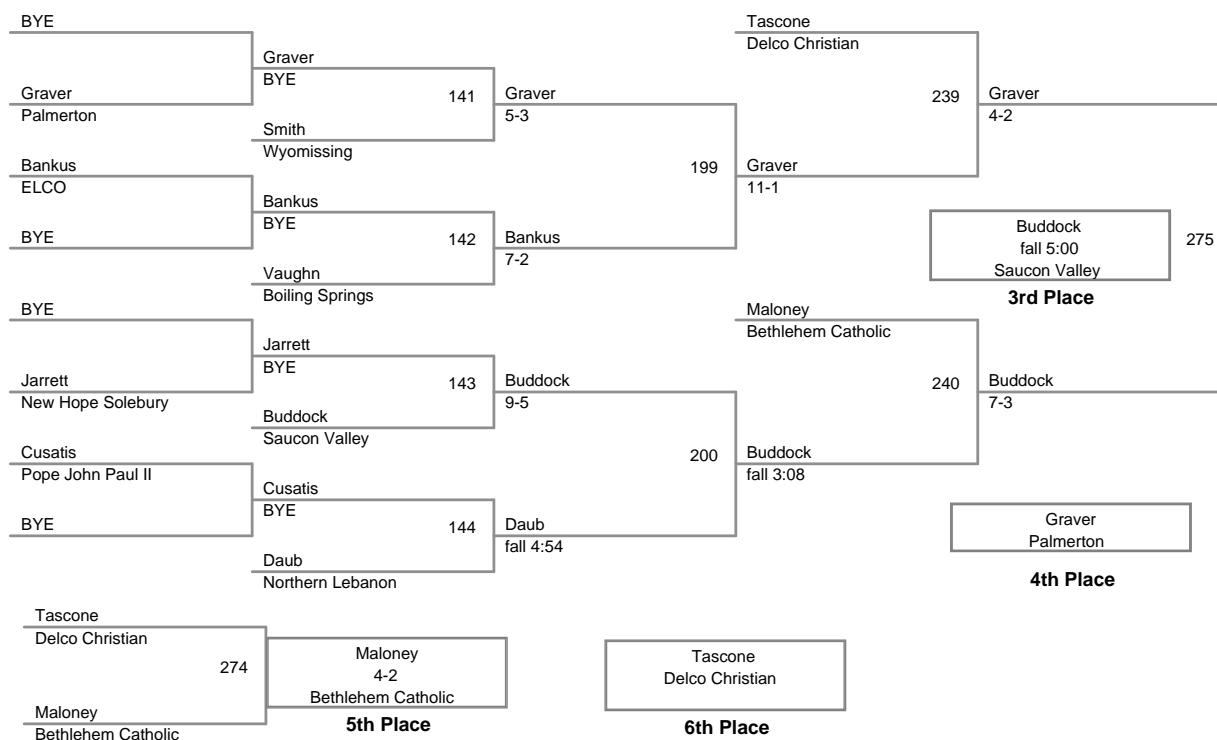 BYE
Graver
Palmerton
Bankus
ELCO
BYE
BYE
Jarrett
New Hope Solebury
Cusatis
Pope John Paul II
BYE
Graver
BYE
141
Smith
Wyomissing
Bankus
BYE
142
Vaughn
Boiling Springs
Jarrett
BYE
143
Buddock
Saucon Valley
Cusatis
BYE
144
Daub
Northern Lebanon
Graver
5-3
199
Bankus
7-2
Buddock
9-5
200
Daub
fall 4:54
Tascone
Delco Christian
239
Graver
11-1
Maloney
Bethlehem Catholic
240
Buddock
fall 3:08
Graver
4-2
Buddock
fall 5:00
Saucon Valley
275
3rd Place
Buddock
7-3
Graver
Palmerton
4th Place
Tascone
Delco Christian
274
Maloney
Bethlehem Catholic
Maloney
4-2
Bethlehem Catholic
5th Place
Tascone
Delco Christian
6th Place